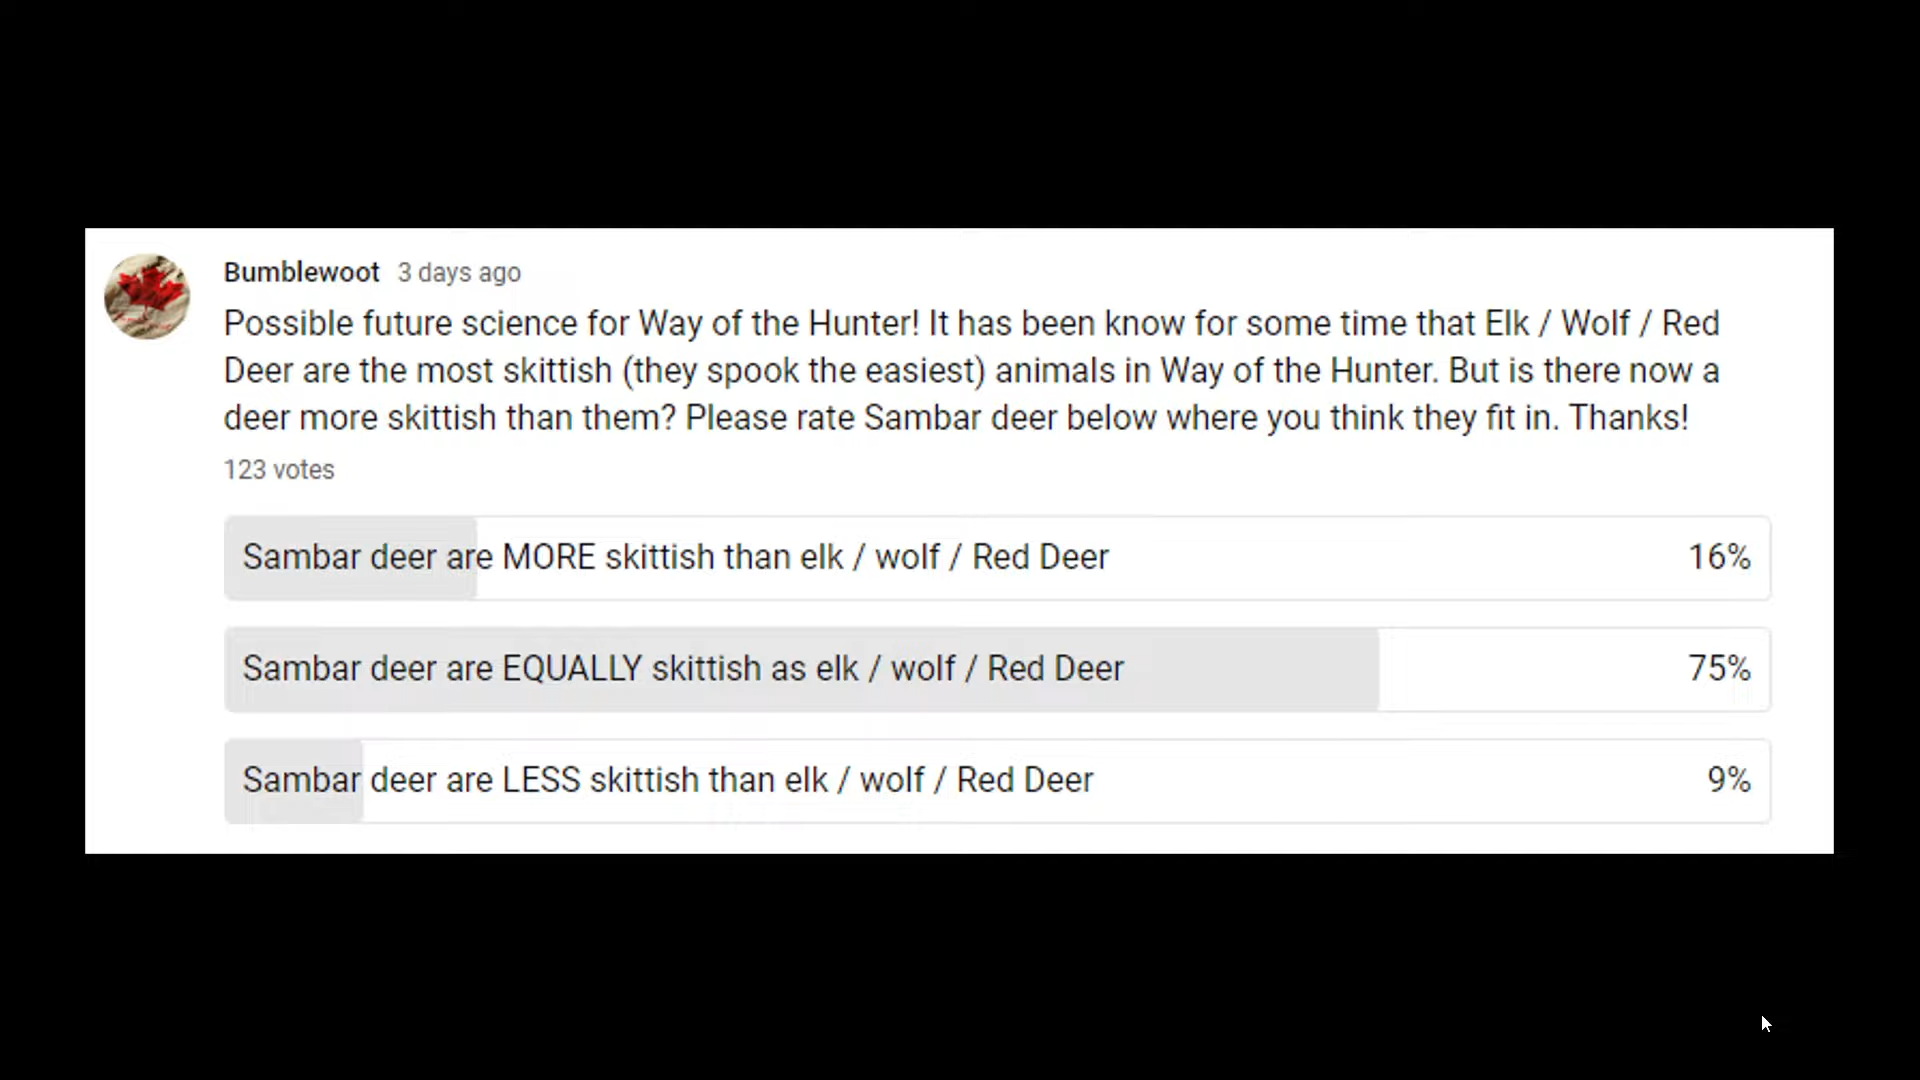 Bumblewoot 3 days ago
Possible future science for Way of the Hunter! It has been know for some time that Elk / Wolf / Red
Deer are the most skittish (they spook the easiest) animals in Way of the Hunter. But is there now a
deer more skittish than them? Please rate Sambar deer below where you think they fit in. Thanks!
123 votes
Sambar deer are MORE skittish than elk / wolf / Red Deer 16%
Sambar deer are EQUALLY skittish as elk / wolf / Red Deer 75%
Sambar deer are LESS skittish than elk / wolf / Red Deer 9%